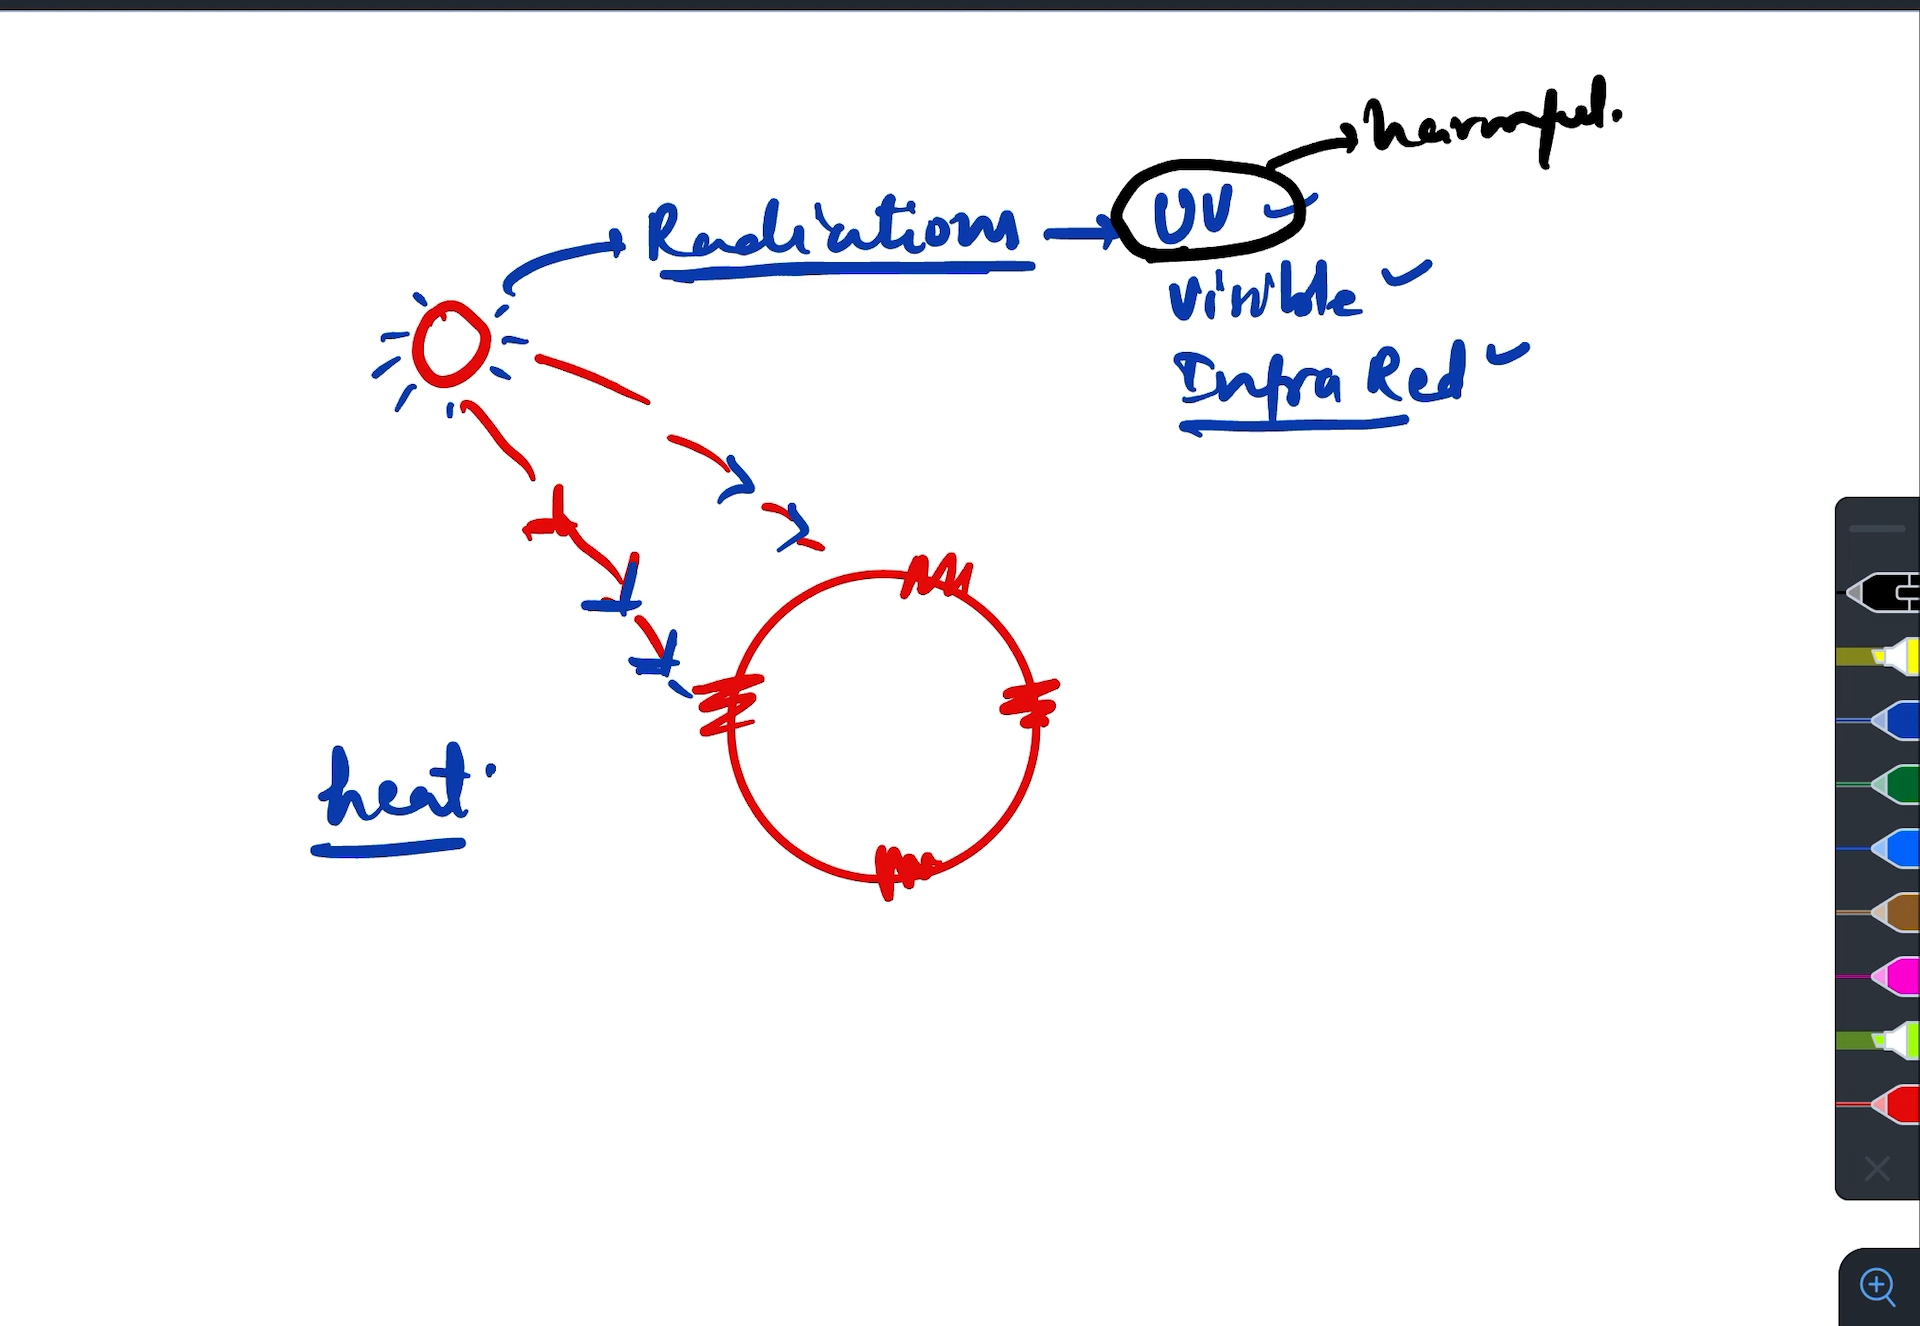 harmful.
Radiations → UV ✓
visible ✓
Infra Red ✓
heat.